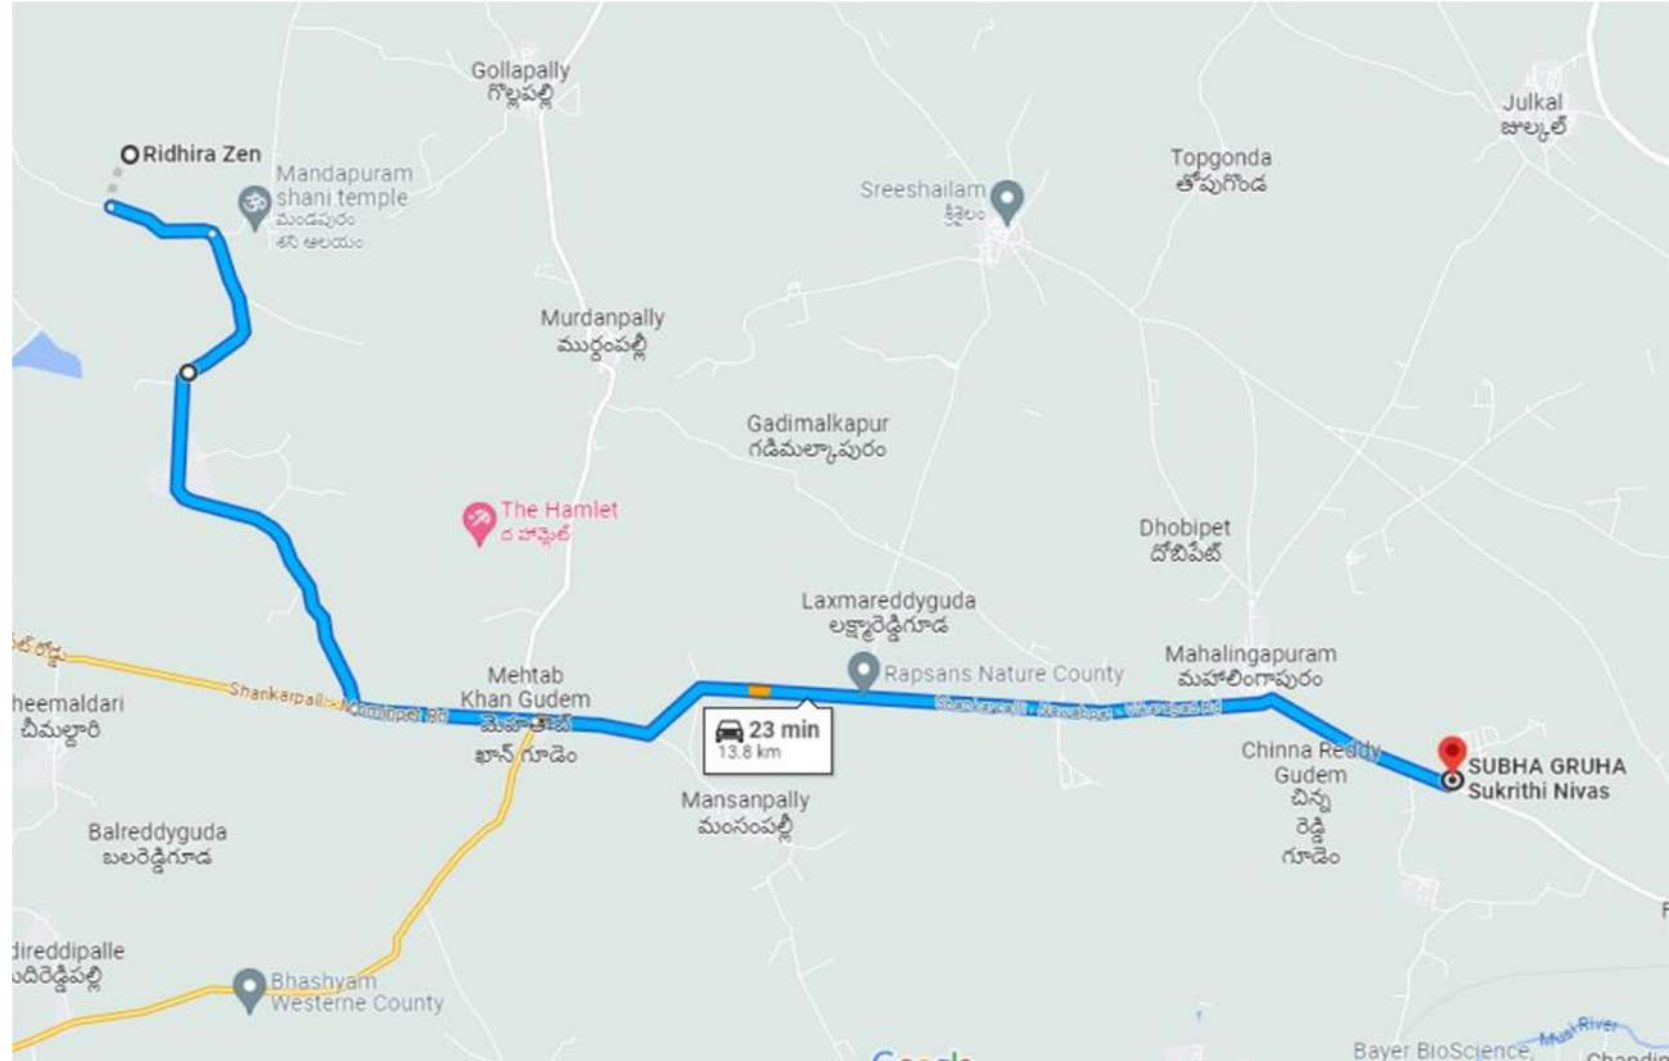 Gollapally
గొల్లపల్లి
Julkal
జుల్కల్
Ridhira Zen
Mandapuram
shani temple
మండపురం
శని ఆలయం
Topgonda
తోపుగొండ
Sreeshailam
శ్రీశైలం
Murdanpally
ముర్దంపల్లీ
Gadimalkapur
గడిమల్కాపురం
The Hamlet
ద హామ్లెట్
Dhobipet
దోబిపేట్
Laxmareddyguda
లక్ష్మారెడ్డిగూడ
Rapsans Nature County
Mahalingapuram
మహాలింగాపురం
రోడ్డు
Mehtab
Khan Gudem
మెహతాబ్
ఖాన్ గూడెం
heemaldari
చీమల్దారి
23 min
13.8 km
Chinna Reddy
Gudem
చిన్న
రెడ్డి
గూడెం
SUBHA GRUHA
Sukrithi Nivas
Mansanpally
మంసంపల్లీ
Balreddyguda
బలరెడ్డిగూడ
direddipalle
దిరెడ్డిపల్లి
Bhashyam
Westerne County
River
Bayer BioScience,
Google